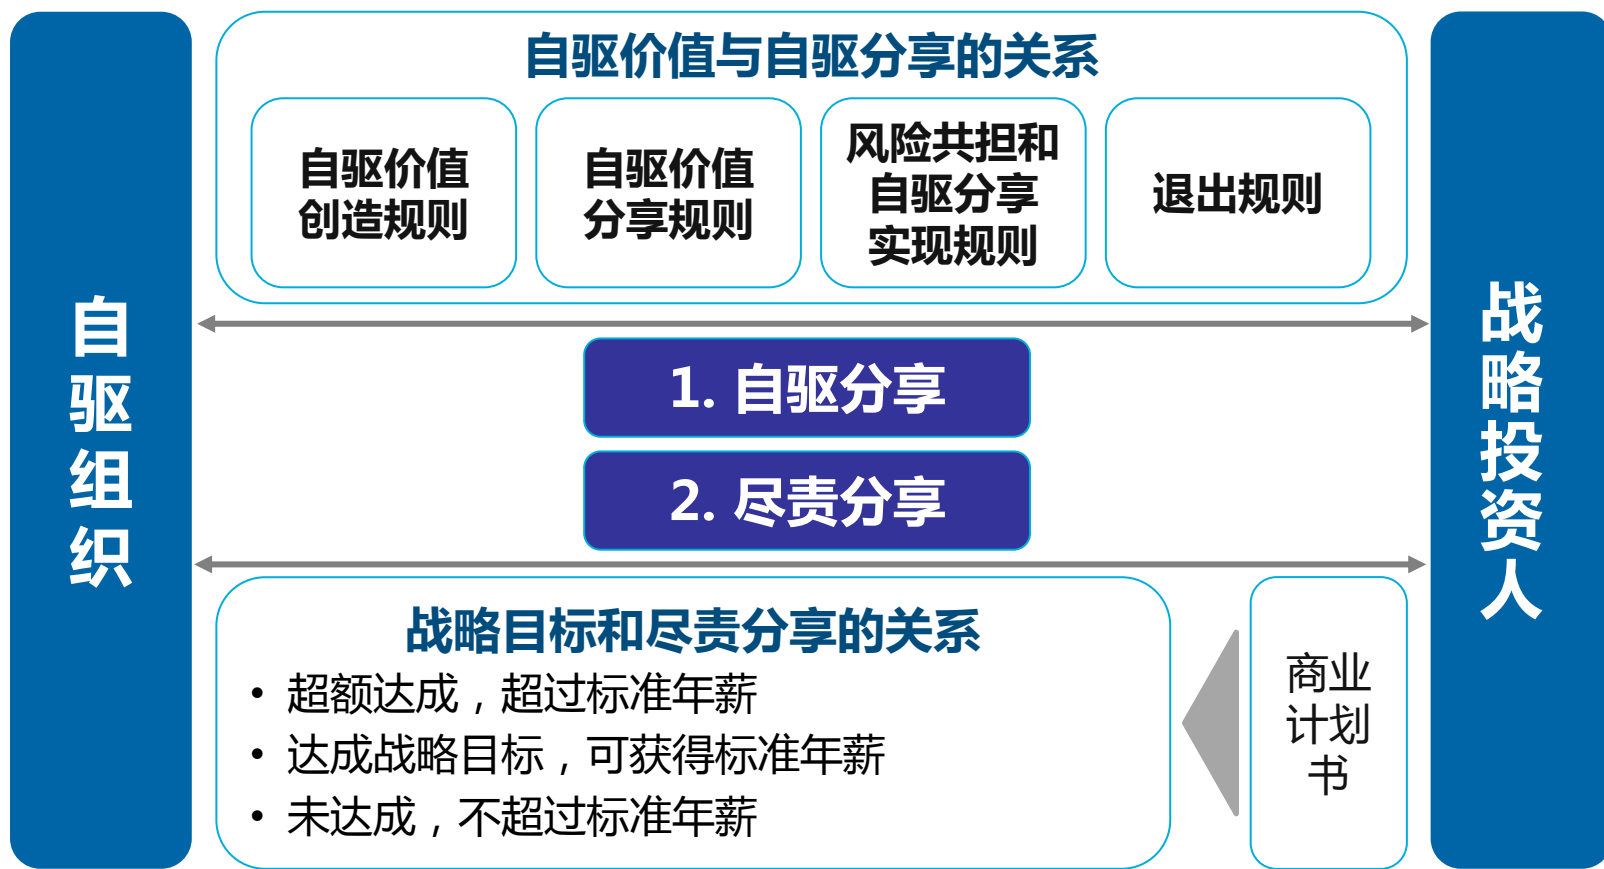 自驱组织
自驱价值与自驱分享的关系
自驱价值
创造规则
自驱价值
分享规则
风险共担和
自驱分享
实现规则
退出规则
1. 自驱分享
2. 尽责分享
战略目标和尽责分享的关系
• 超额达成，超过标准年薪
• 达成战略目标，可获得标准年薪
• 未达成，不超过标准年薪
商业
计划
书
战略投资人